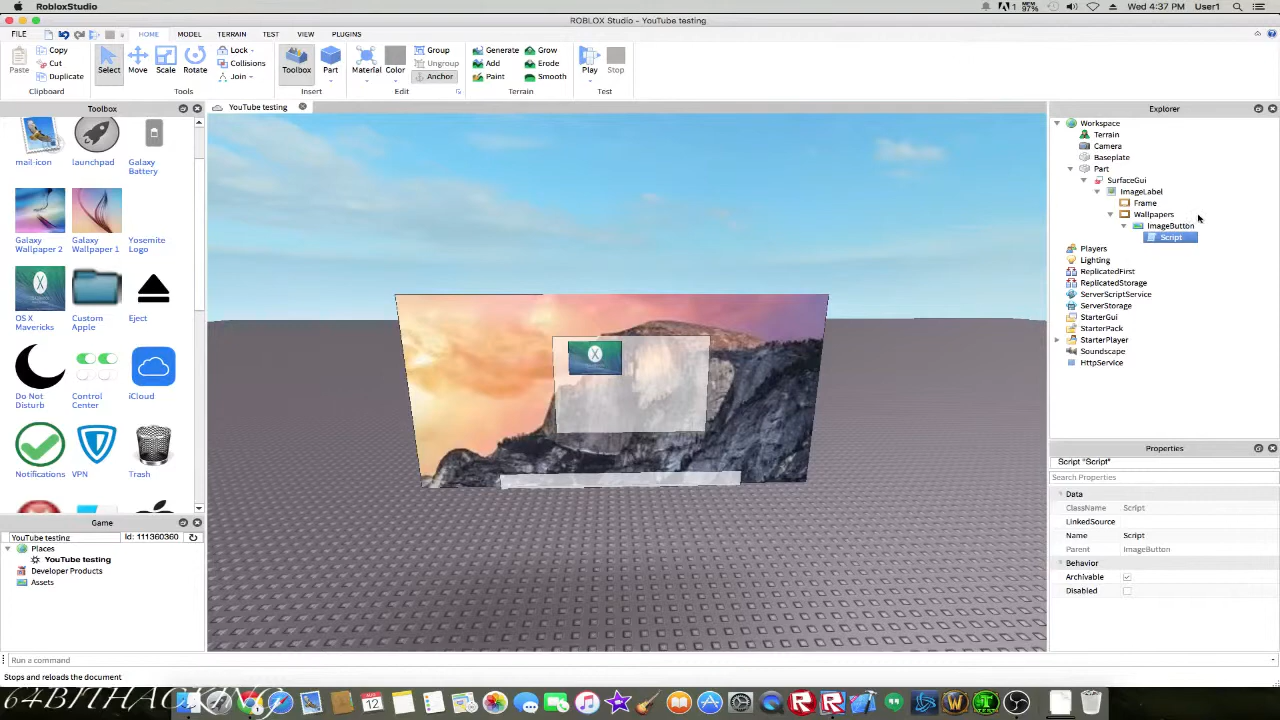 RobloxStudio
1
MEM
97%
Wed 4:37 PM
User1
ROBLOX Studio - YouTube testing
FILE
HOME
MODEL
TERRAIN
TEST
VIEW
PLUGINS
Paste
Copy
Cut
Duplicate
Clipboard
Select
Move
Scale
Rotate
Lock
Collisions
Join
Tools
Toolbox
Part
Insert
Material
Color
Group
Ungroup
Anchor
Edit
Generate
Grow
Add
Erode
Paint
Smooth
Terrain
Play
Stop
Test
Toolbox
YouTube testing
Explorer
mail-icon
launchpad
Galaxy
Battery
Galaxy
Wallpaper 2
Galaxy
Wallpaper 1
Yosemite
Logo
OS X
Mavericks
Custom
Apple
Eject
Do Not
Disturb
Control
Center
iCloud
Notifications
VPN
Trash
Game
YouTube testing
Id: 111360360
Places
YouTube testing
Developer Products
Assets
Workspace
Terrain
Camera
Baseplate
Part
SurfaceGui
ImageLabel
Frame
Wallpapers
ImageButton
Script
Players
Lighting
ReplicatedFirst
ReplicatedStorage
ServerScriptService
ServerStorage
StarterGui
StarterPack
StarterPlayer
Soundscape
HttpService
Properties
Script "Script"
Search Properties
Data
ClassName Script
LinkedSource
Name Script
Parent ImageButton
Behavior
Archivable
Disabled
Run a command
Stops and reloads the document
64BITHACKING